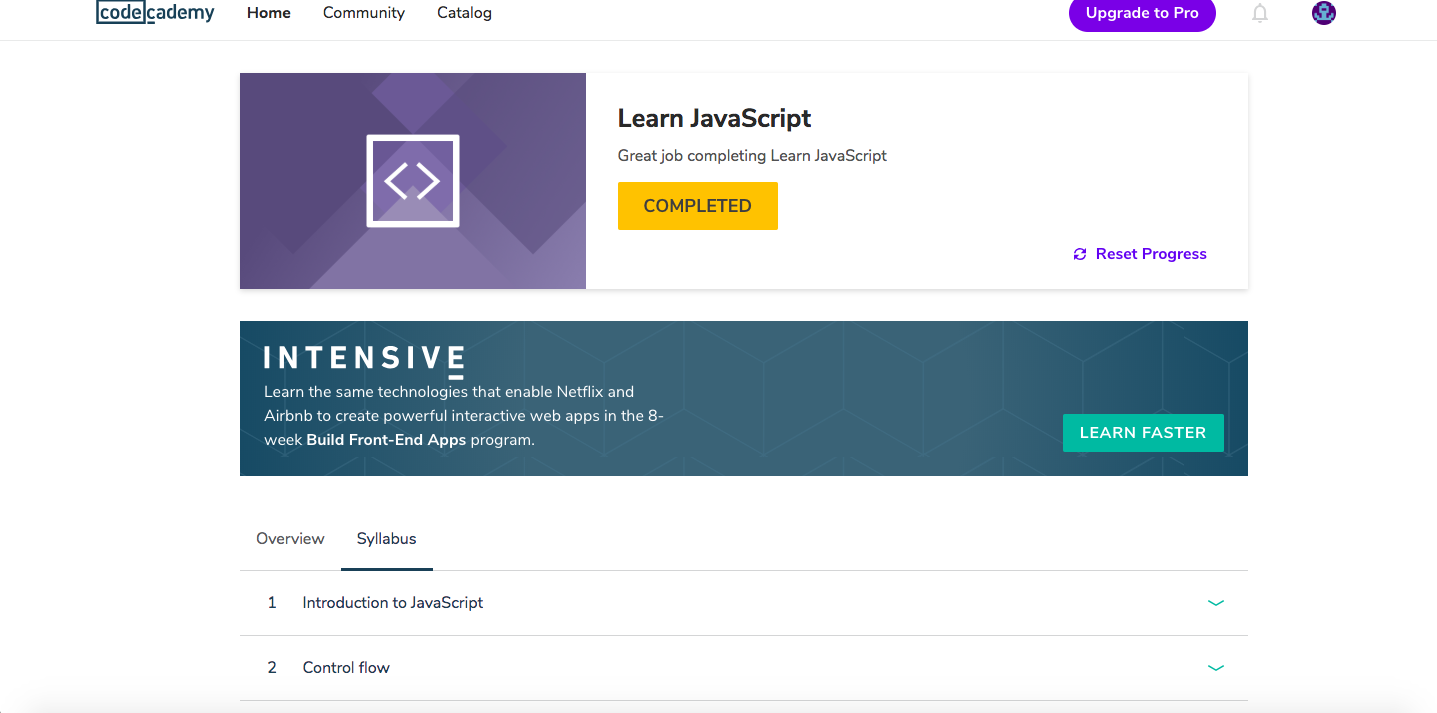 codecademy
Home
Community
Catalog
Upgrade to Pro
Learn JavaScript
Great job completing Learn JavaScript
COMPLETED
Reset Progress
INTENSIVE
Learn the same technologies that enable Netflix and
Airbnb to create powerful interactive web apps in the 8-
week Build Front-End Apps program.
LEARN FASTER
Overview
Syllabus
1 Introduction to JavaScript
2 Control flow